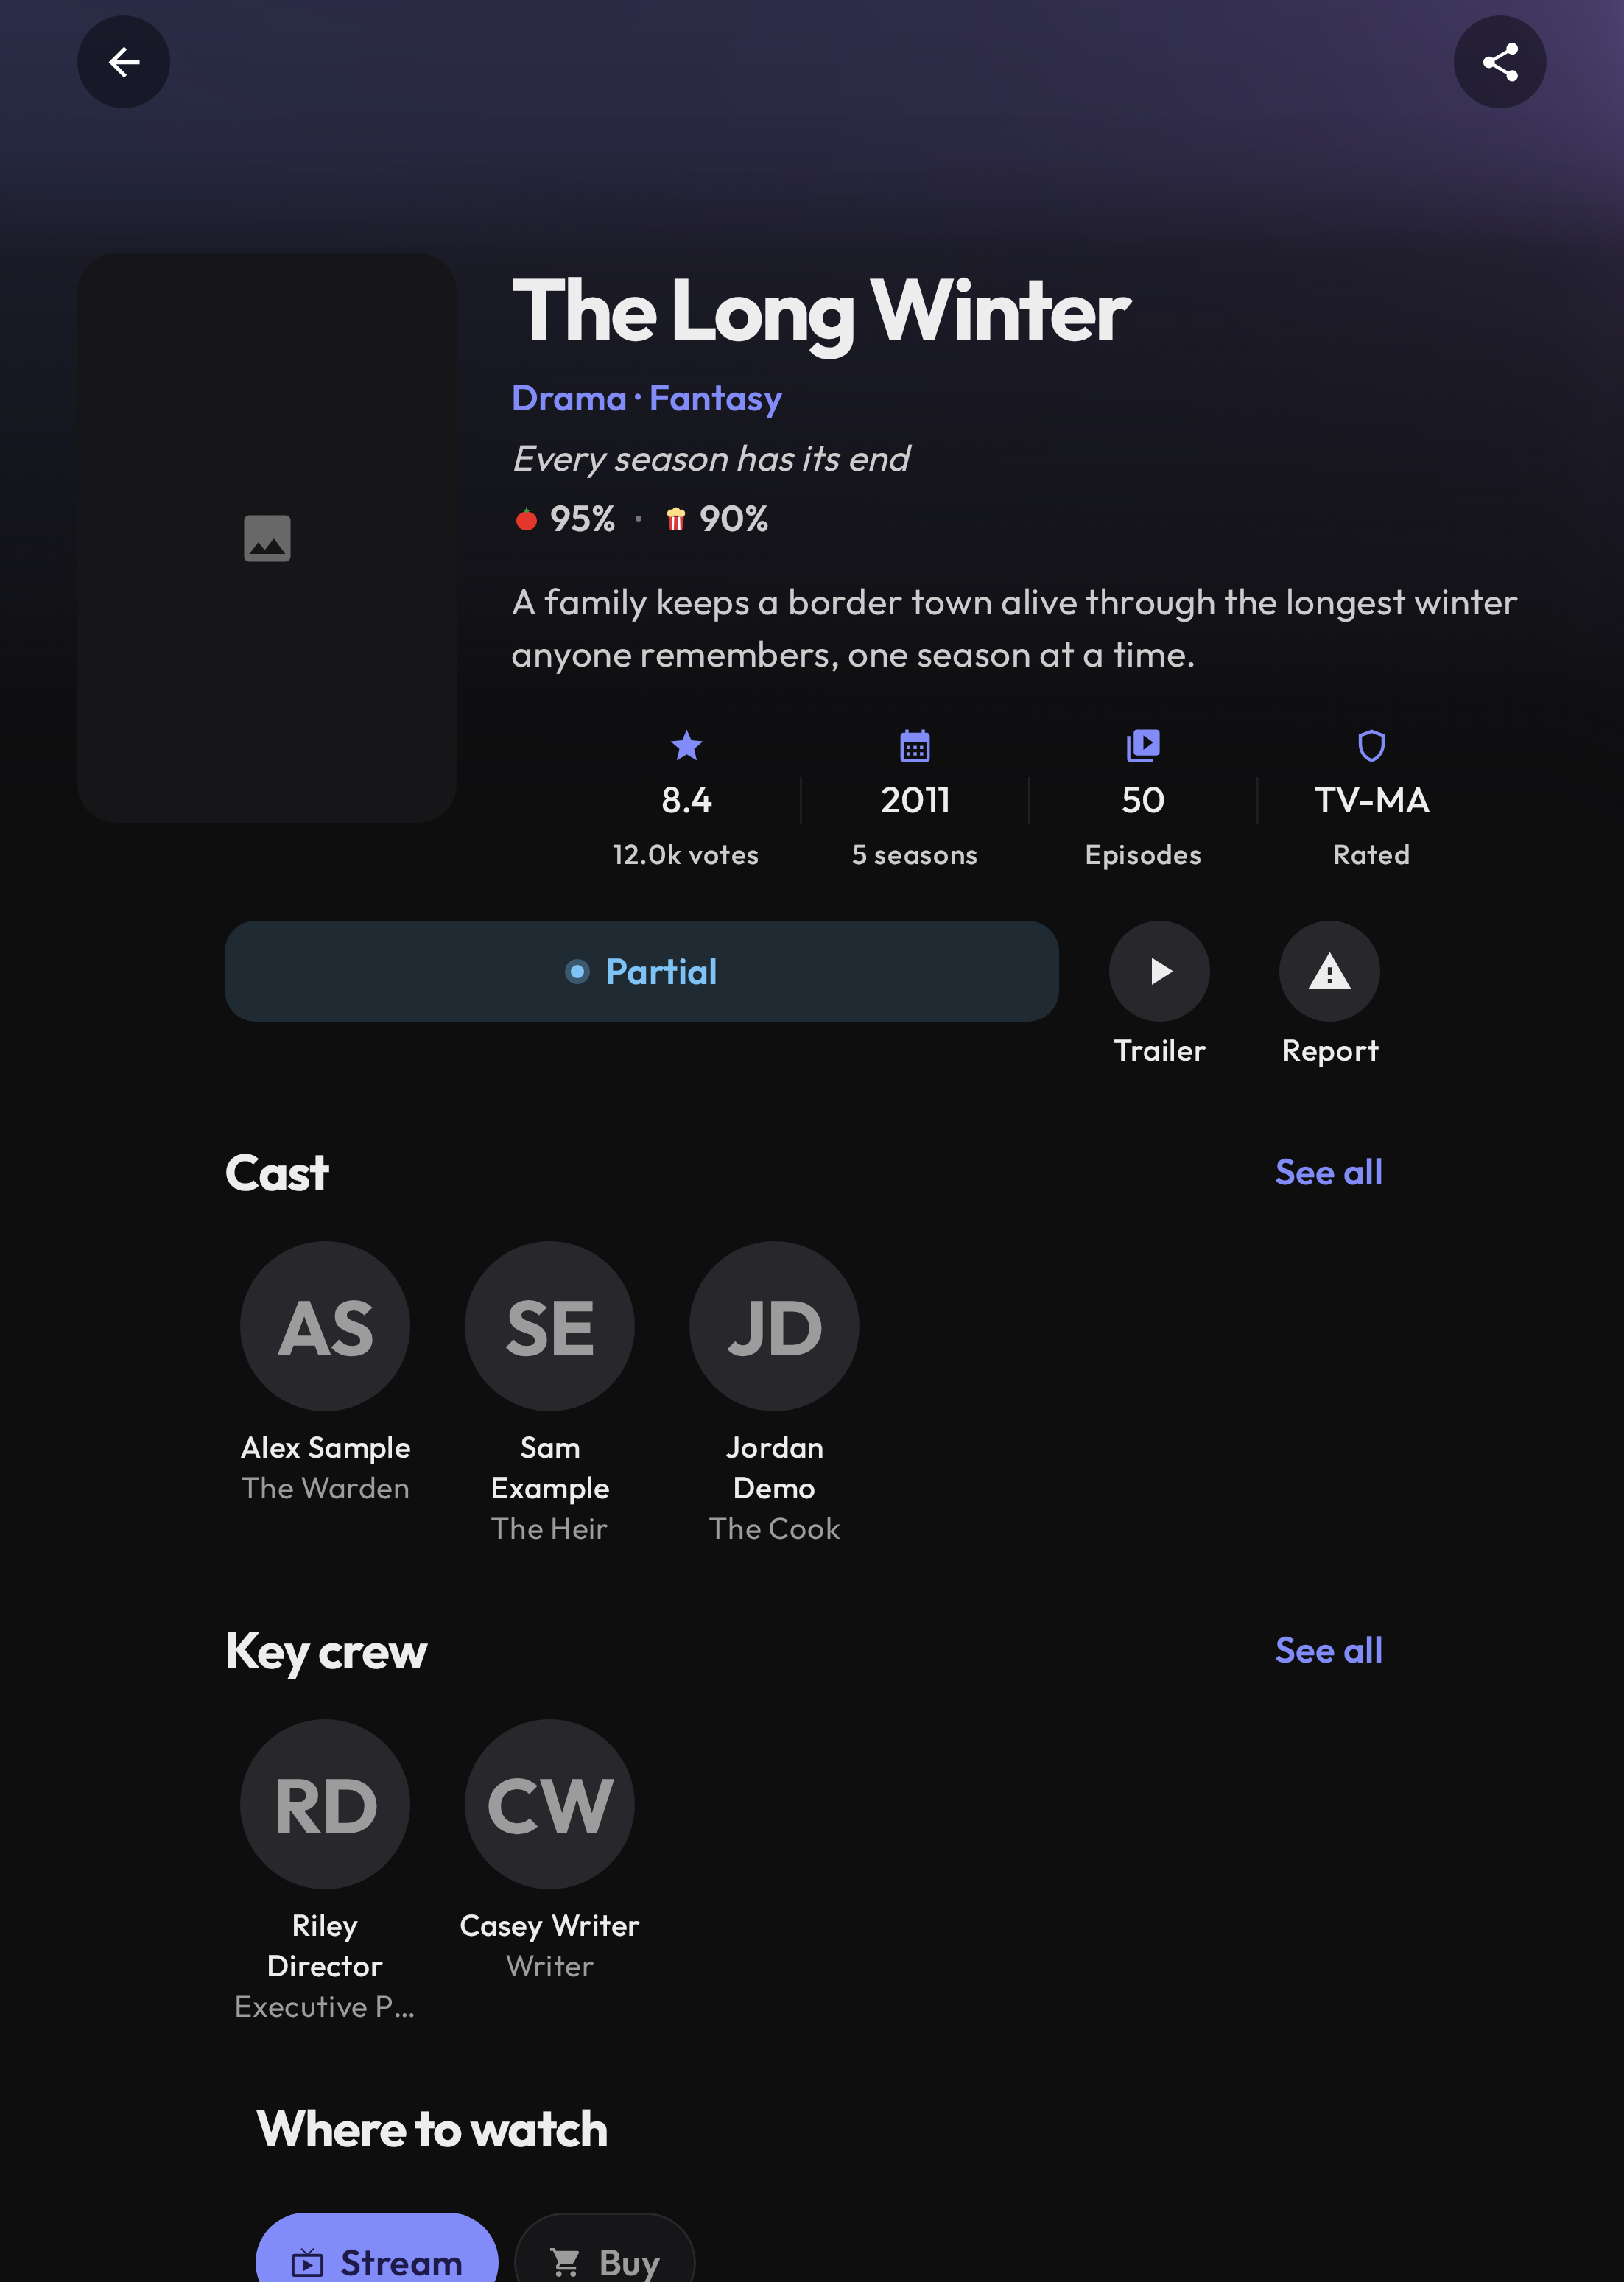 The Long Winter
Drama · Fantasy
Every season has its end
95% · 90%
A family keeps a border town alive through the longest winter
anyone remembers, one season at a time.
8.4 2011 50 TV-MA
12.0k votes 5 seasons Episodes Rated
Partial
Trailer Report
Cast See all
AS SE JD
Alex Sample
The Warden
Sam
Example
The Heir
Jordan
Demo
The Cook
Key crew See all
RD CW
Riley
Director
Executive P...
Casey Writer
Writer
Where to watch
Stream Buy